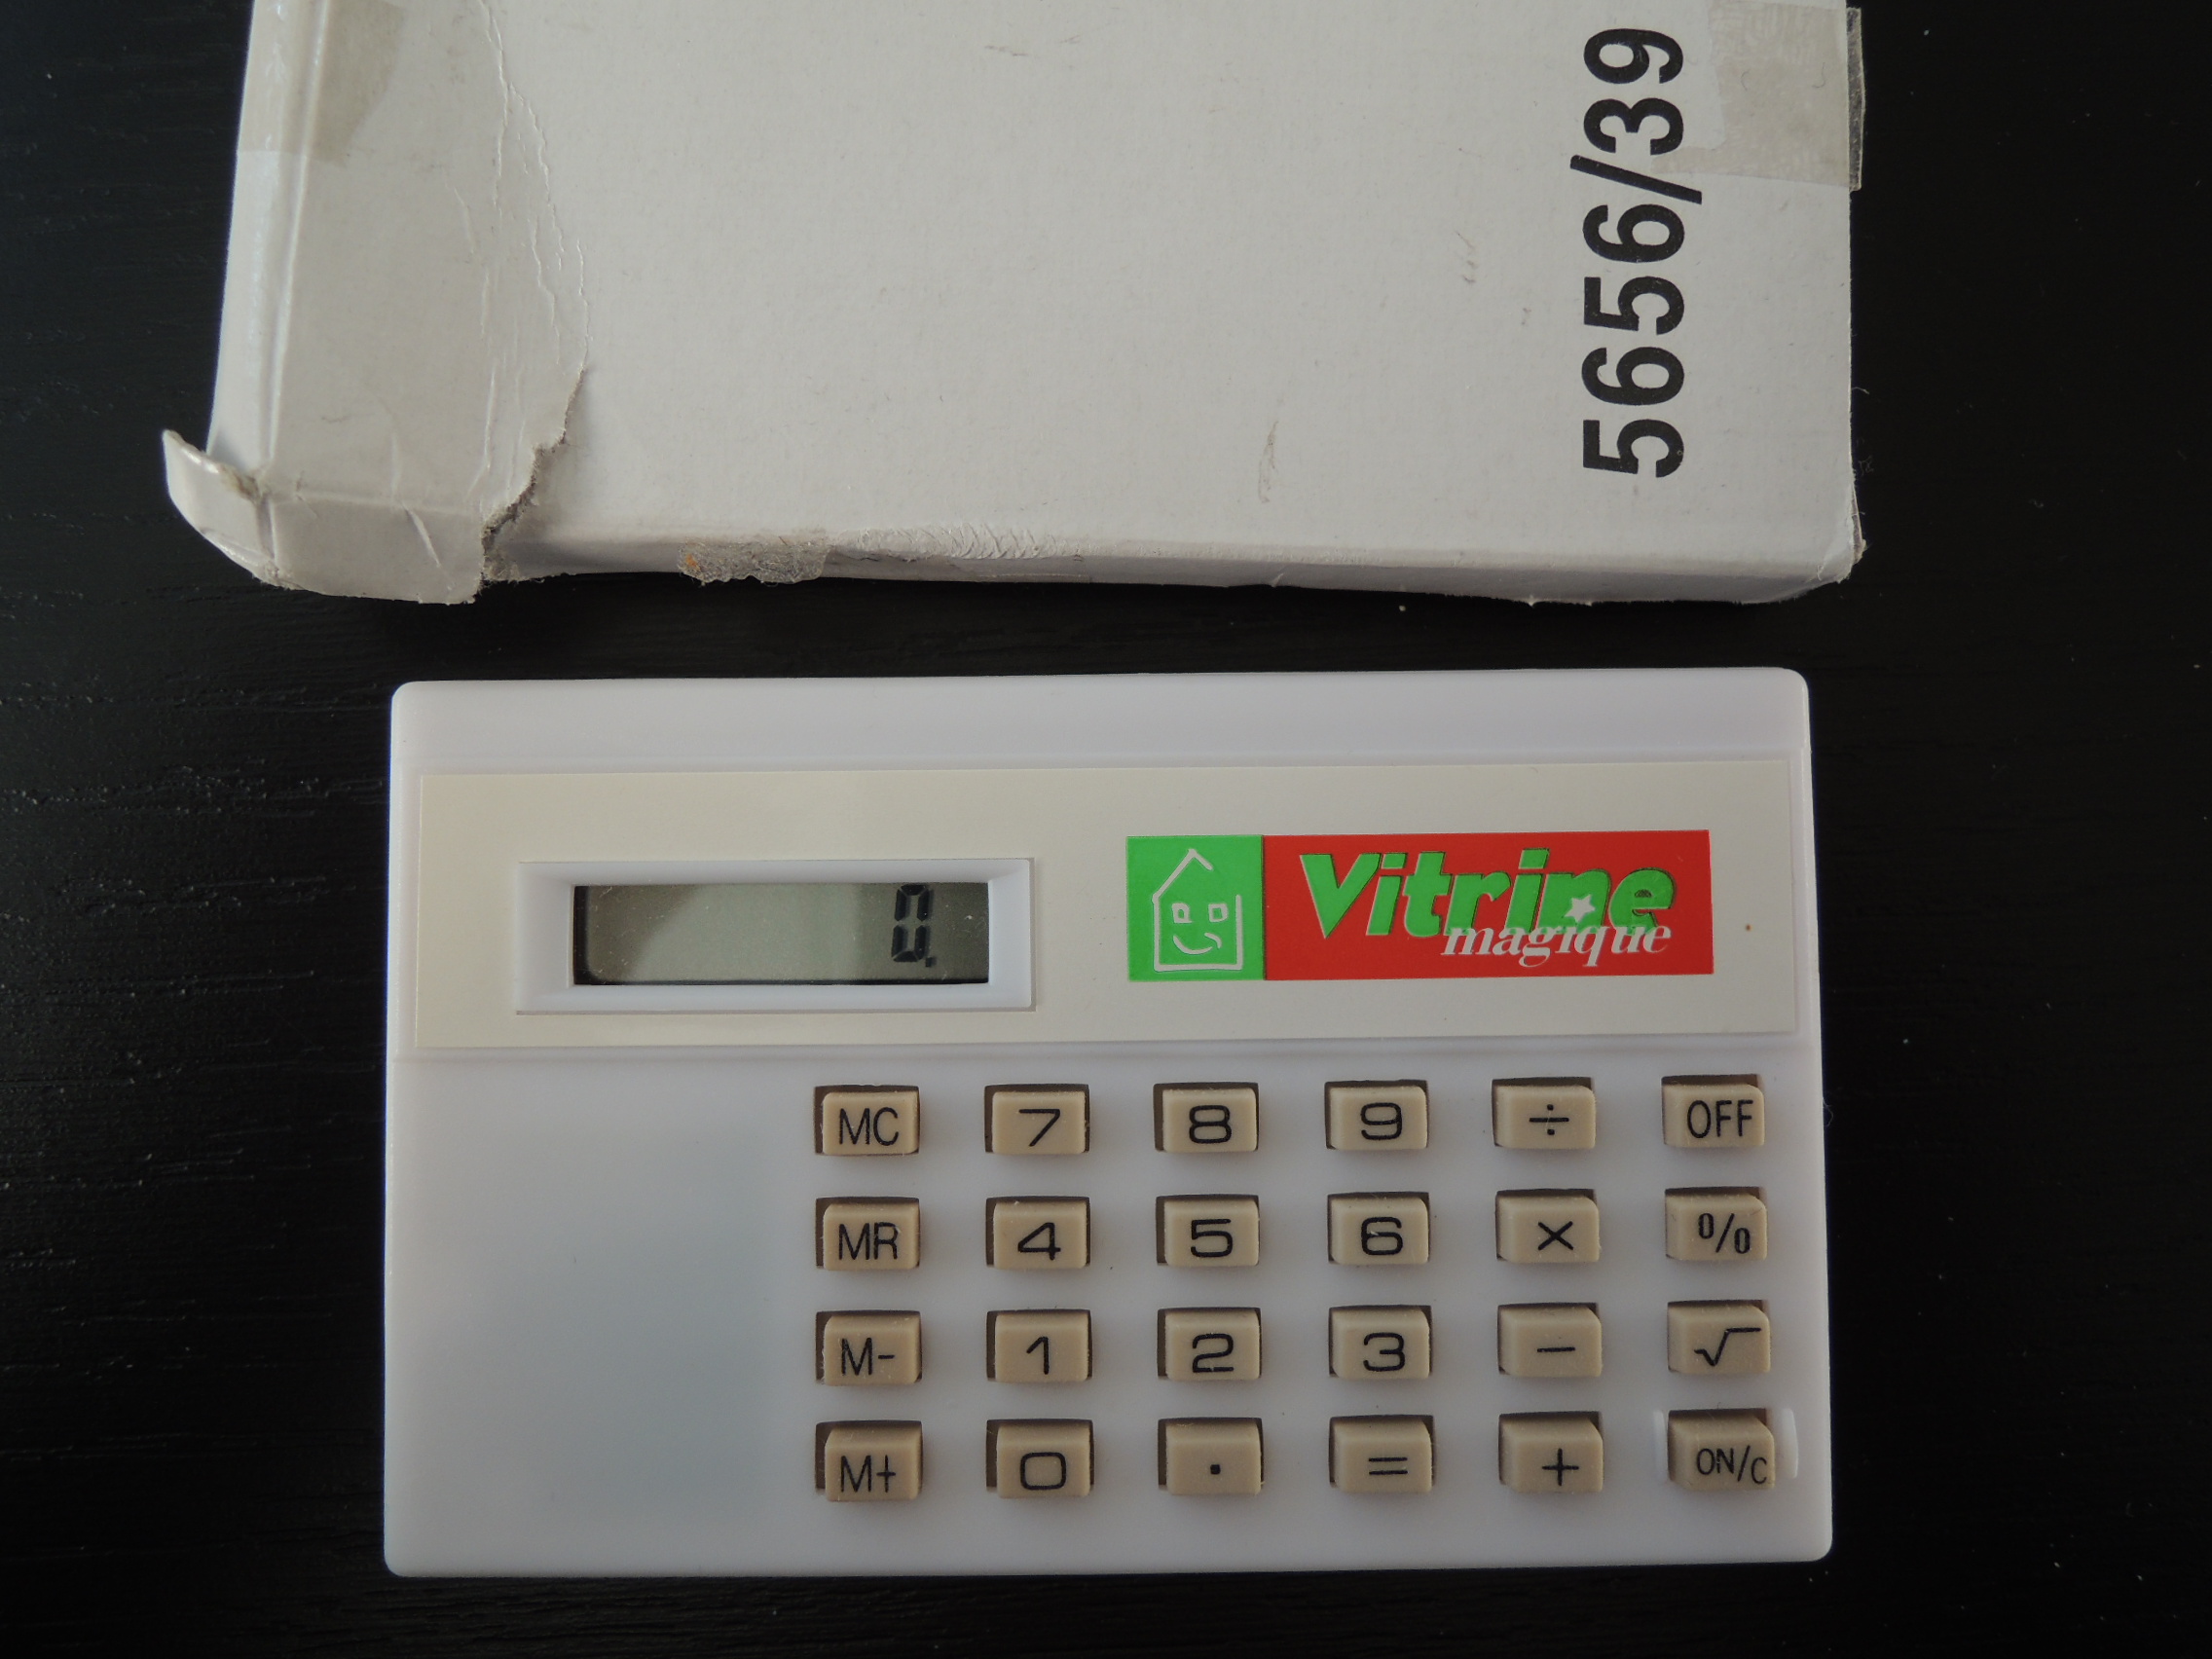 5656/39
0.
Vitrine
magique
MC 7 8 9 ÷ OFF
MR 4 5 6 × %
M- 1 2 3 - √
M+ 0 . = + ON/C